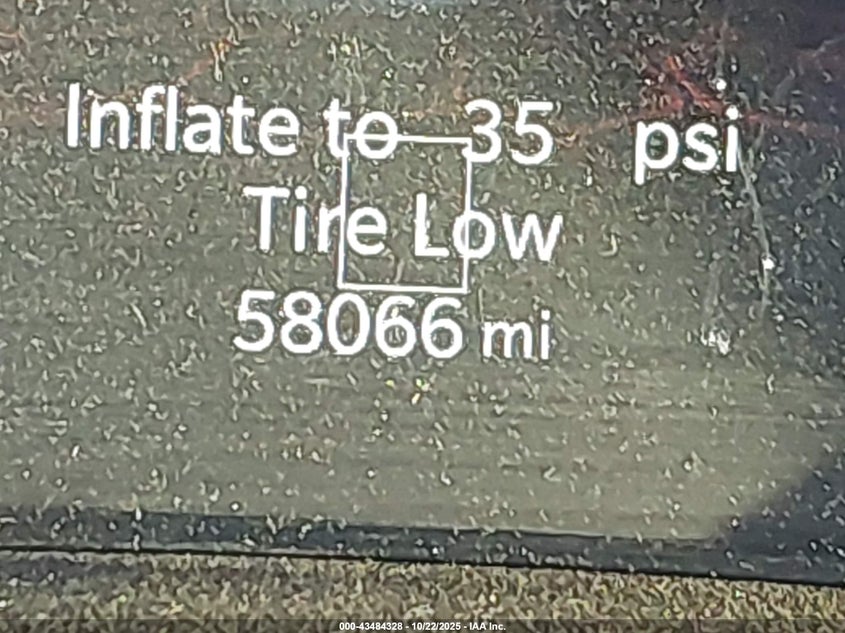 Inflate to 35 psi
Tire Low
58066 mi
000-43484328 - 10/22/2025 - IAA Inc.